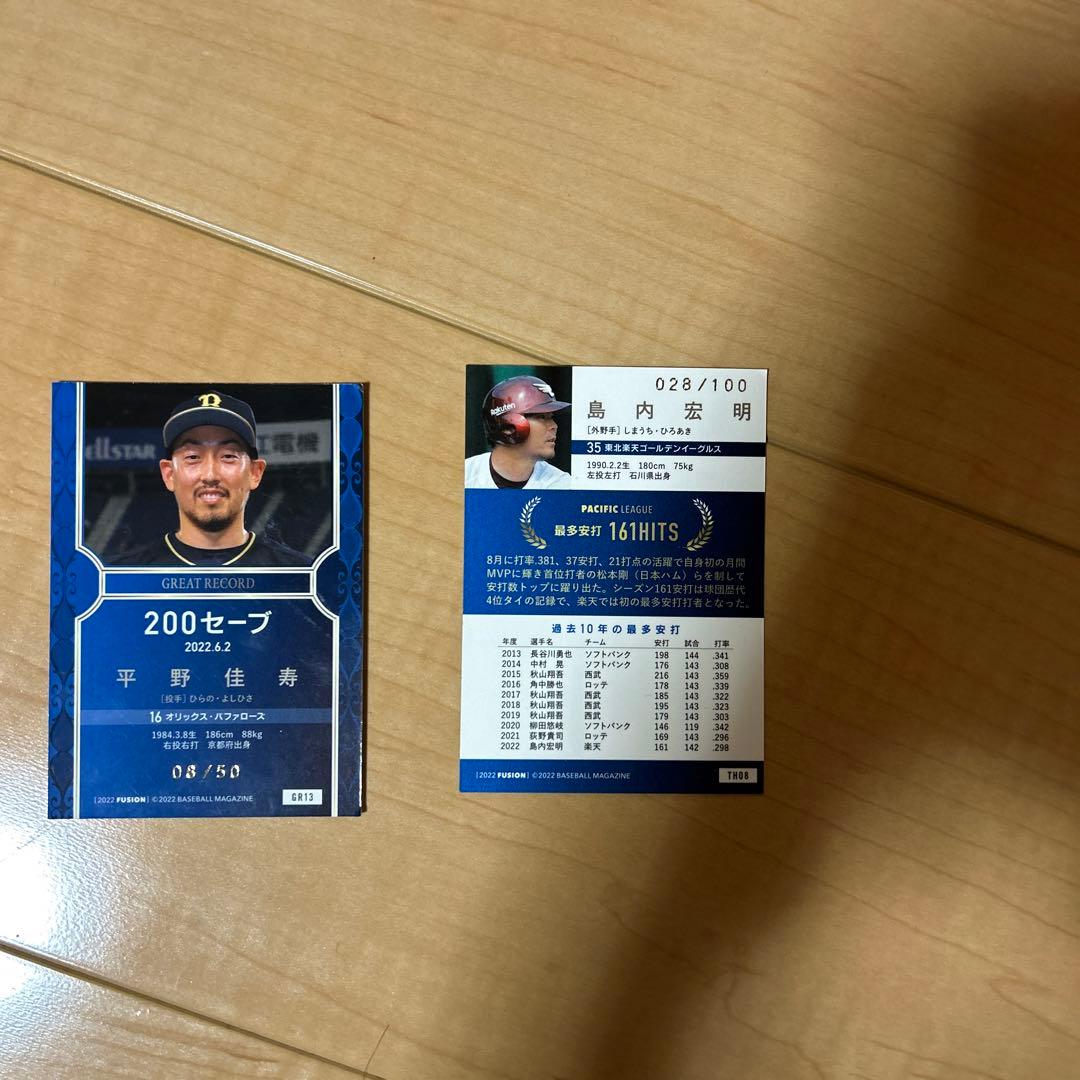 ellSTAR
江電機
B
GREAT RECORD
200セーブ
2022.6.2
平野佳寿
[投手] ひらの・よしひさ
16 オリックス・バファローズ
1984.3.8生 186cm 88kg
右投右打 京都府出身
08/50
[2022 FUSION] ©2022 BASEBALL MAGAZINE
GR13
Rakuten
028/100
島内宏明
[外野手] しまうち・ひろあき
35 東北楽天ゴールデンイーグルス
1990.2.2生 180cm 75kg
左投左打 石川県出身
PACIFIC LEAGUE
最多安打 161HITS
8月に打率.381、37安打、21打点の活躍で自身初の月間
MVPに輝き首位打者の松本剛（日本ハム）らを制して
安打数トップに躍り出た。シーズン161安打は球団歴代
4位タイの記録で、楽天では初の最多安打打者となった。
過去10年の最多安打
年度 選手名 チーム 安打 試合 打率
2013 長谷川勇也 ソフトバンク 198 144 .341
2014 中村 晃 ソフトバンク 176 143 .308
2015 秋山翔吾 西武 216 143 .359
2016 角中勝也 ロッテ 178 143 .339
2017 秋山翔吾 西武 185 143 .322
2018 秋山翔吾 西武 195 143 .323
2019 秋山翔吾 西武 179 143 .303
2020 柳田悠岐 ソフトバンク 146 119 .342
2021 荻野貴司 ロッテ 169 143 .296
2022 島内宏明 楽天 161 142 .298
[2022 FUSION] ©2022 BASEBALL MAGAZINE
TH08